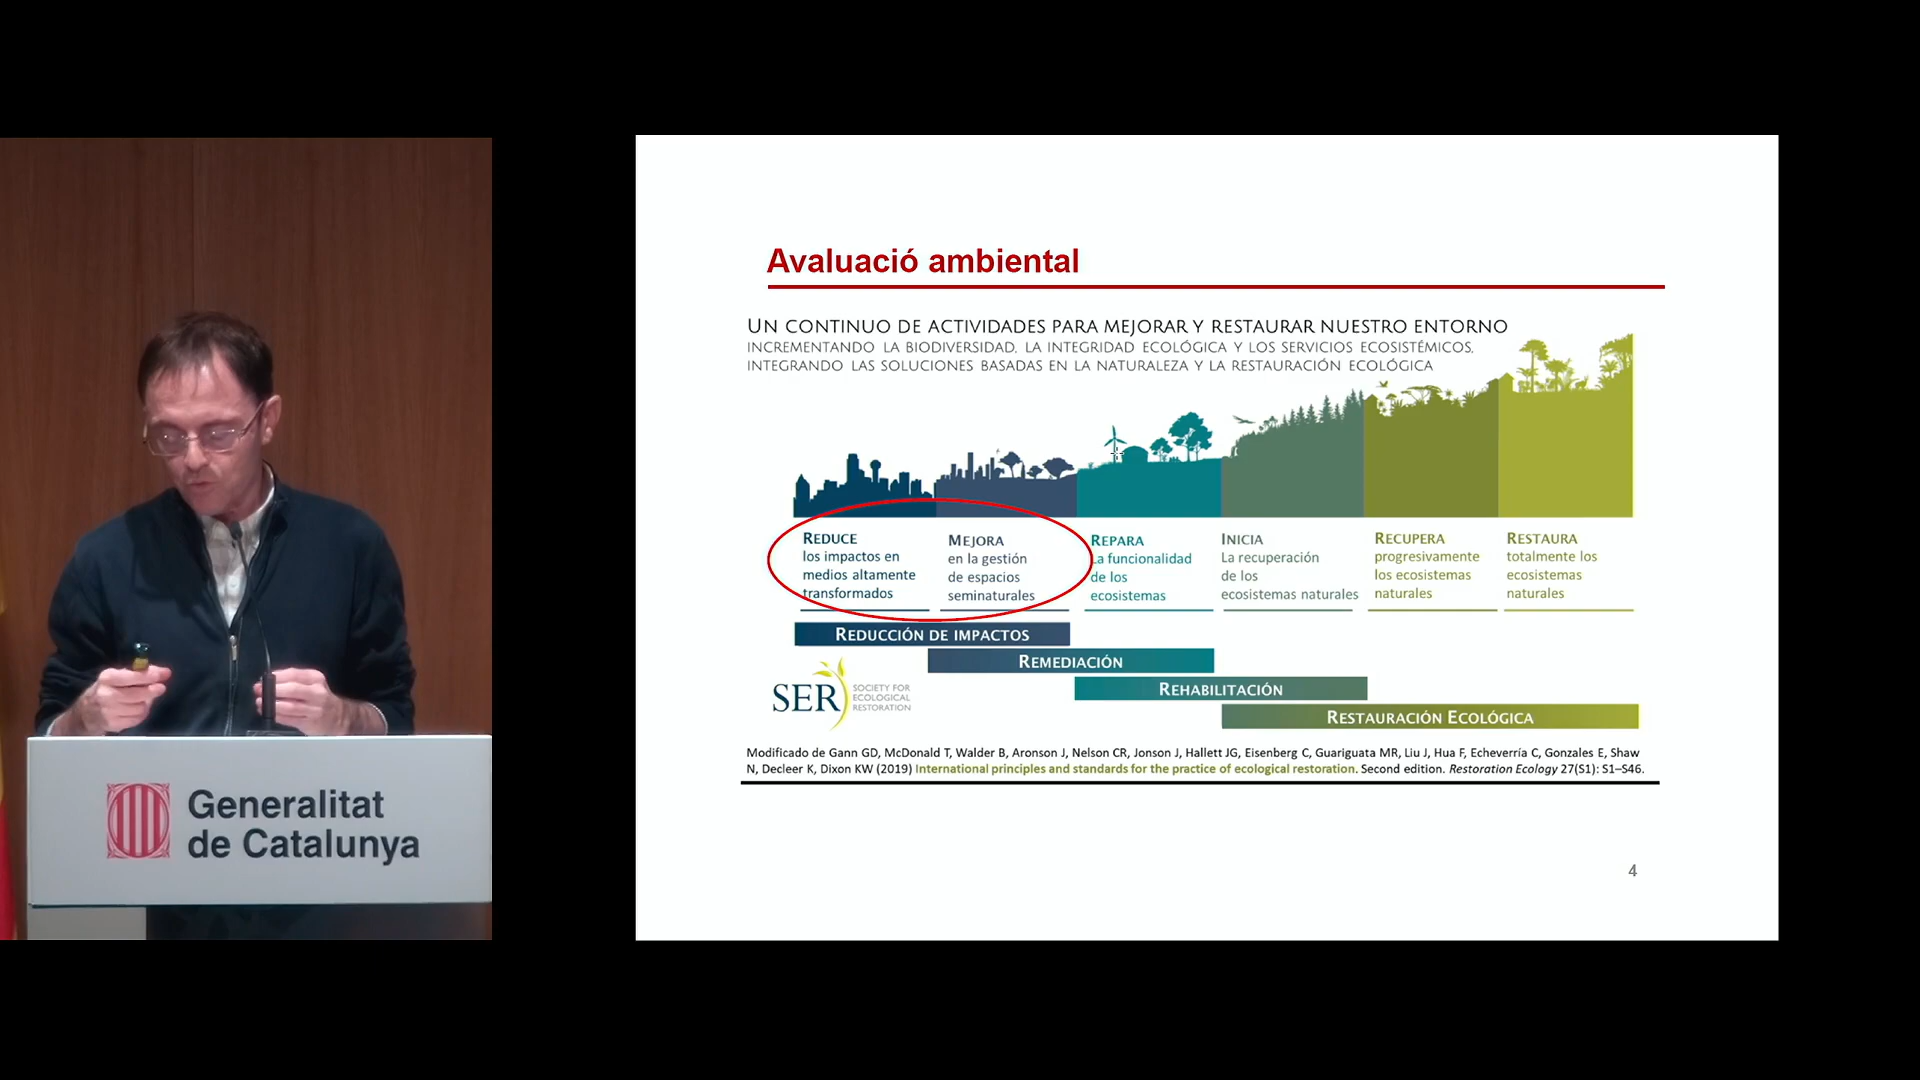 Generalitat
de Catalunya
Avaluació ambiental
UN CONTINUO DE ACTIVIDADES PARA MEJORAR Y RESTAURAR NUESTRO ENTORNO
INCREMENTANDO LA BIODIVERSIDAD, LA INTEGRIDAD ECOLÓGICA Y LOS SERVICIOS ECOSISTÉMICOS,
INTEGRANDO LAS SOLUCIONES BASADAS EN LA NATURALEZA Y LA RESTAURACIÓN ECOLÓGICA
REDUCE
los impactos en
medios altamente
transformados
MEJORA
en la gestión
de espacios
seminaturales
REPARA
La funcionalidad
de los
ecosistemas
INICIA
La recuperación
de los
ecosistemas naturales
RECUPERA
progresivamente
los ecosistemas
naturales
RESTAURA
totalmente los
ecosistemas
naturales
REDUCCIÓN DE IMPACTOS
REMEDIACIÓN
REHABILITACIÓN
RESTAURACIÓN ECOLÓGICA
SER
SOCIETY FOR
ECOLOGICAL
RESTORATION
Modificado de Gann GD, McDonald T, Walder B, Aronson J, Nelson CR, Jonson J, Hallett JG, Eisenberg C, Guariguata MR, Liu J, Hua F, Echeverría C, Gonzales E, Shaw
N, Decleer K, Dixon KW (2019) International principles and standards for the practice of ecological restoration. Second edition. Restoration Ecology 27(S1): S1–S46.
4